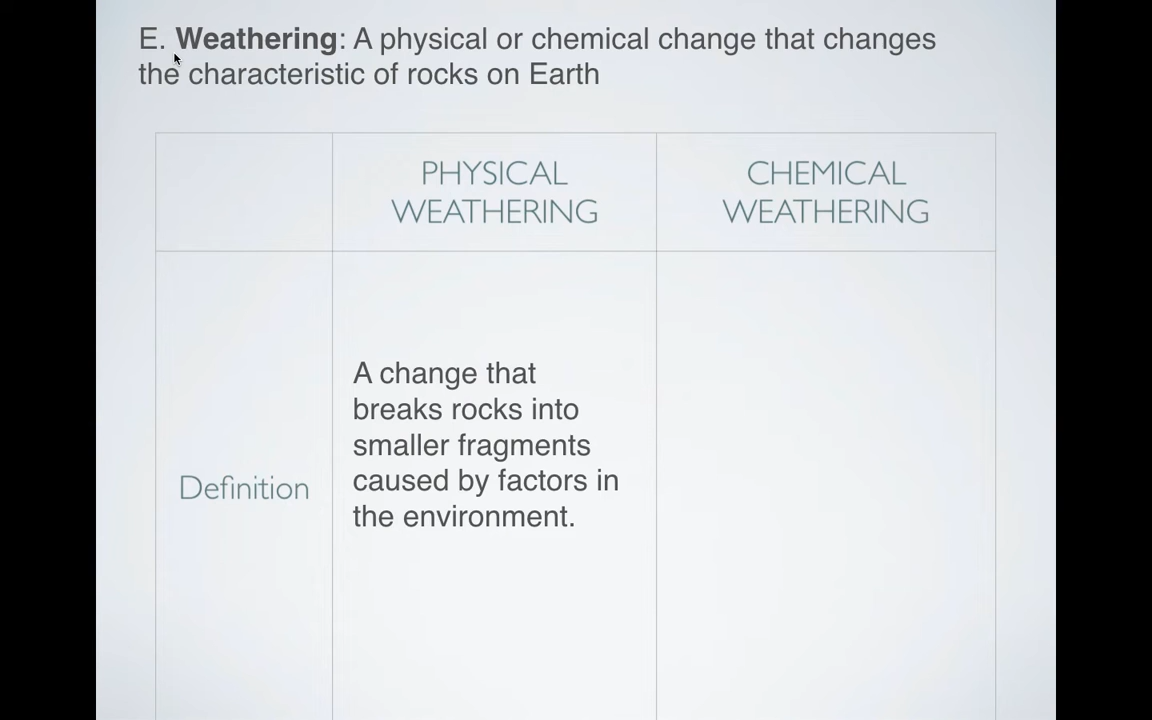 E. Weathering: A physical or chemical change that changes
the characteristic of rocks on Earth
PHYSICAL
WEATHERING
CHEMICAL
WEATHERING
Definition
A change that
breaks rocks into
smaller fragments
caused by factors in
the environment.